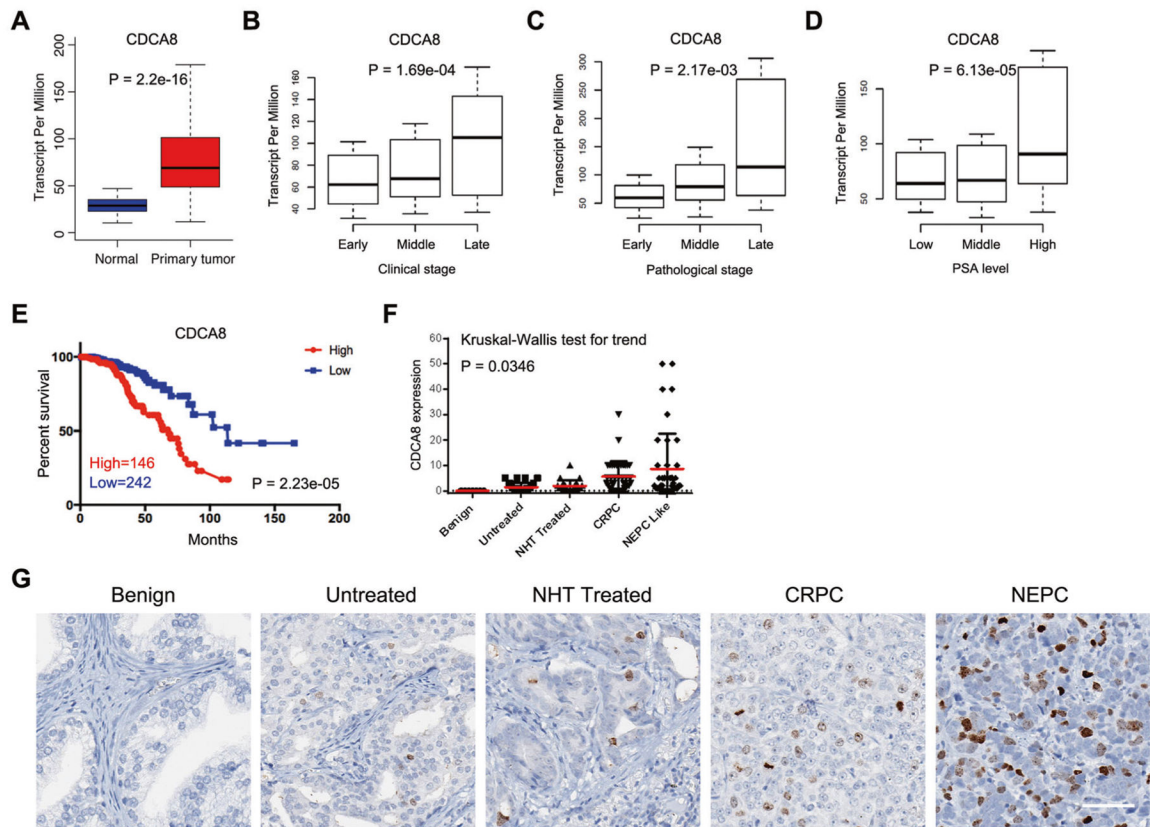 A
CDCA8
P = 2.2e-16
Transcript Per Million
200
150
100
50
0
Normal
Primary tumor
B
CDCA8
P = 1.69e-04
Transcript Per Million
160
140
120
100
80
60
40
Early
Middle
Late
Clinical stage
C
CDCA8
P = 2.17e-03
Transcript Per Million
300
250
200
150
100
50
Early
Middle
Late
Pathological stage
D
CDCA8
P = 6.13e-05
Transcript Per Million
150
100
50
Low
Middle
High
PSA level
E
CDCA8
High
Low
Percent survival
100
50
0
High=146
Low=242
P = 2.23e-05
0
50
100
150
200
Months
F
Kruskal-Wallis test for trend
P = 0.0346
CDCA8 expression
60
50
40
30
20
10
0
Benign
Untreated
NHT Treated
CRPC
NEPC Like
G
Benign
Untreated
NHT Treated
CRPC
NEPC